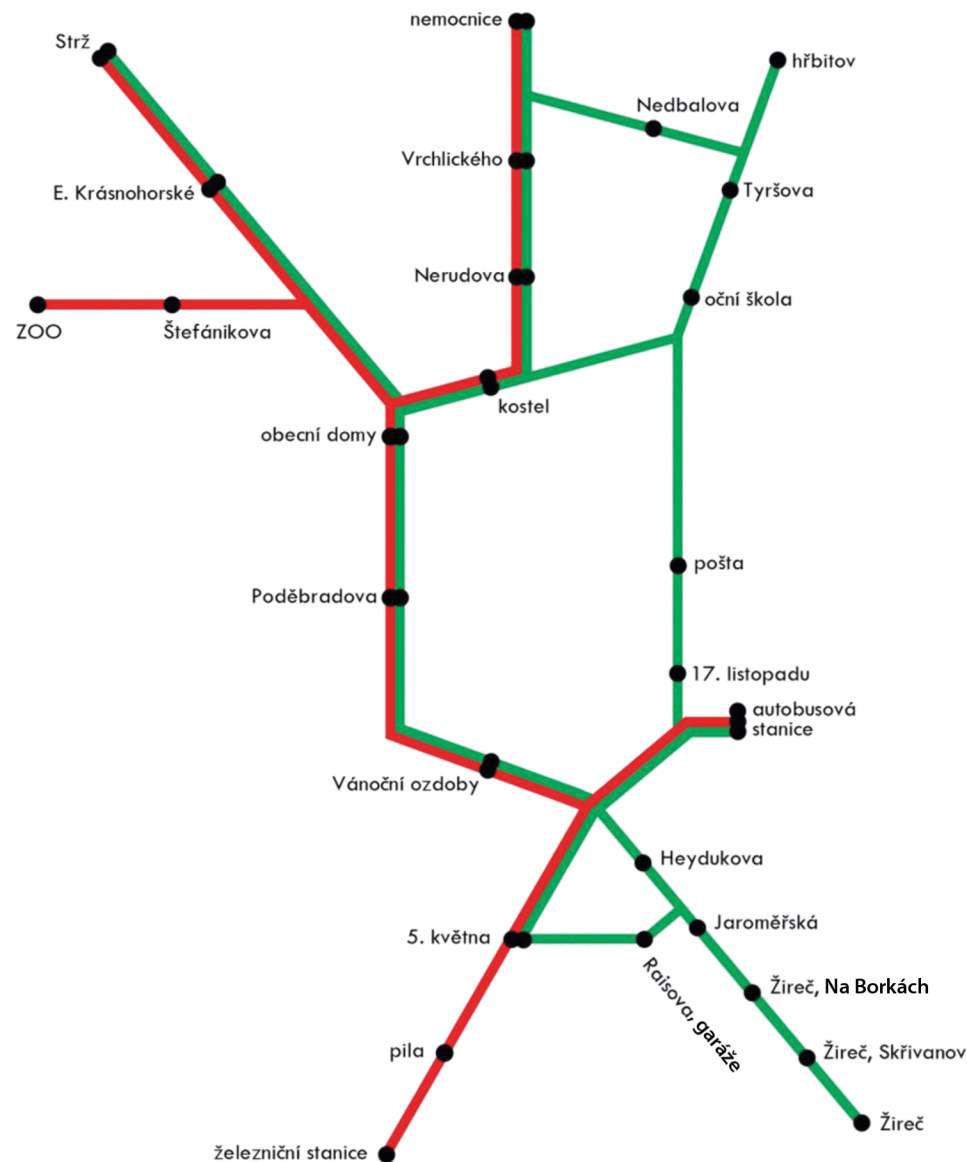 nemocnice
Strž
hřbitov
Nedbalova
Vrchlického
E. Krásnohorské
Tyršova
Nerudova
oční škola
ZOO
Štefánikova
kostel
obecní domy
pošta
Poděbradova
17. listopadu
autobusová
stanice
Vánoční ozdoby
Heydukova
Jaroměřská
5. května
Raisova, garáže
Žireč, Na Borkách
pila
Žireč, Skřivanov
Žireč
železniční stanice